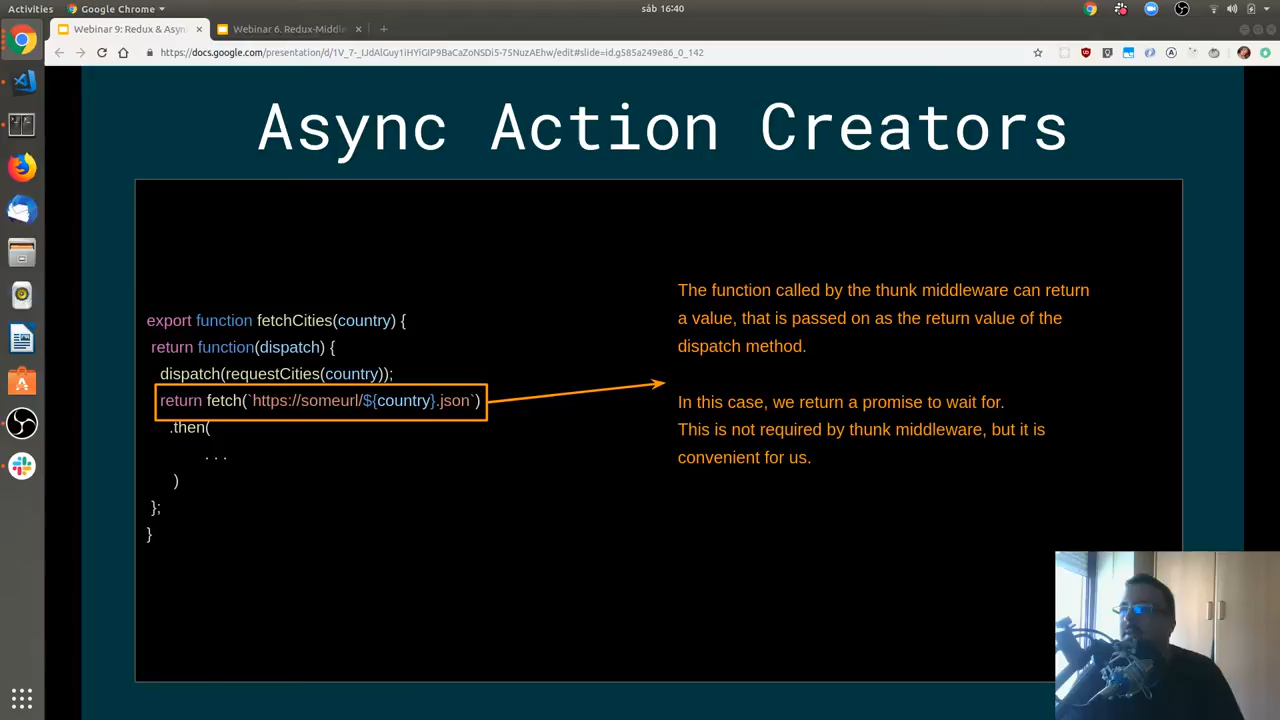 Activities
Google Chrome
sáb 16:40
Webinar 9: Redux & Asyn
Webinar 6. Redux-Middle
https://docs.google.com/presentation/d/1V_7-_IJdAlGuy1iHYiGIP9BaCaZoNSDi5-7SNuzAEhw/edit#slide=id.g585a249e86_0_142
Async Action Creators
export function fetchCities(country) {
return function(dispatch) {
dispatch(requestCities(country));
return fetch(`https://someurl/${country}.json`)
.then(
. . .
)
};
}
The function called by the thunk middleware can return
a value, that is passed on as the return value of the
dispatch method.
In this case, we return a promise to wait for.
This is not required by thunk middleware, but it is
convenient for us.